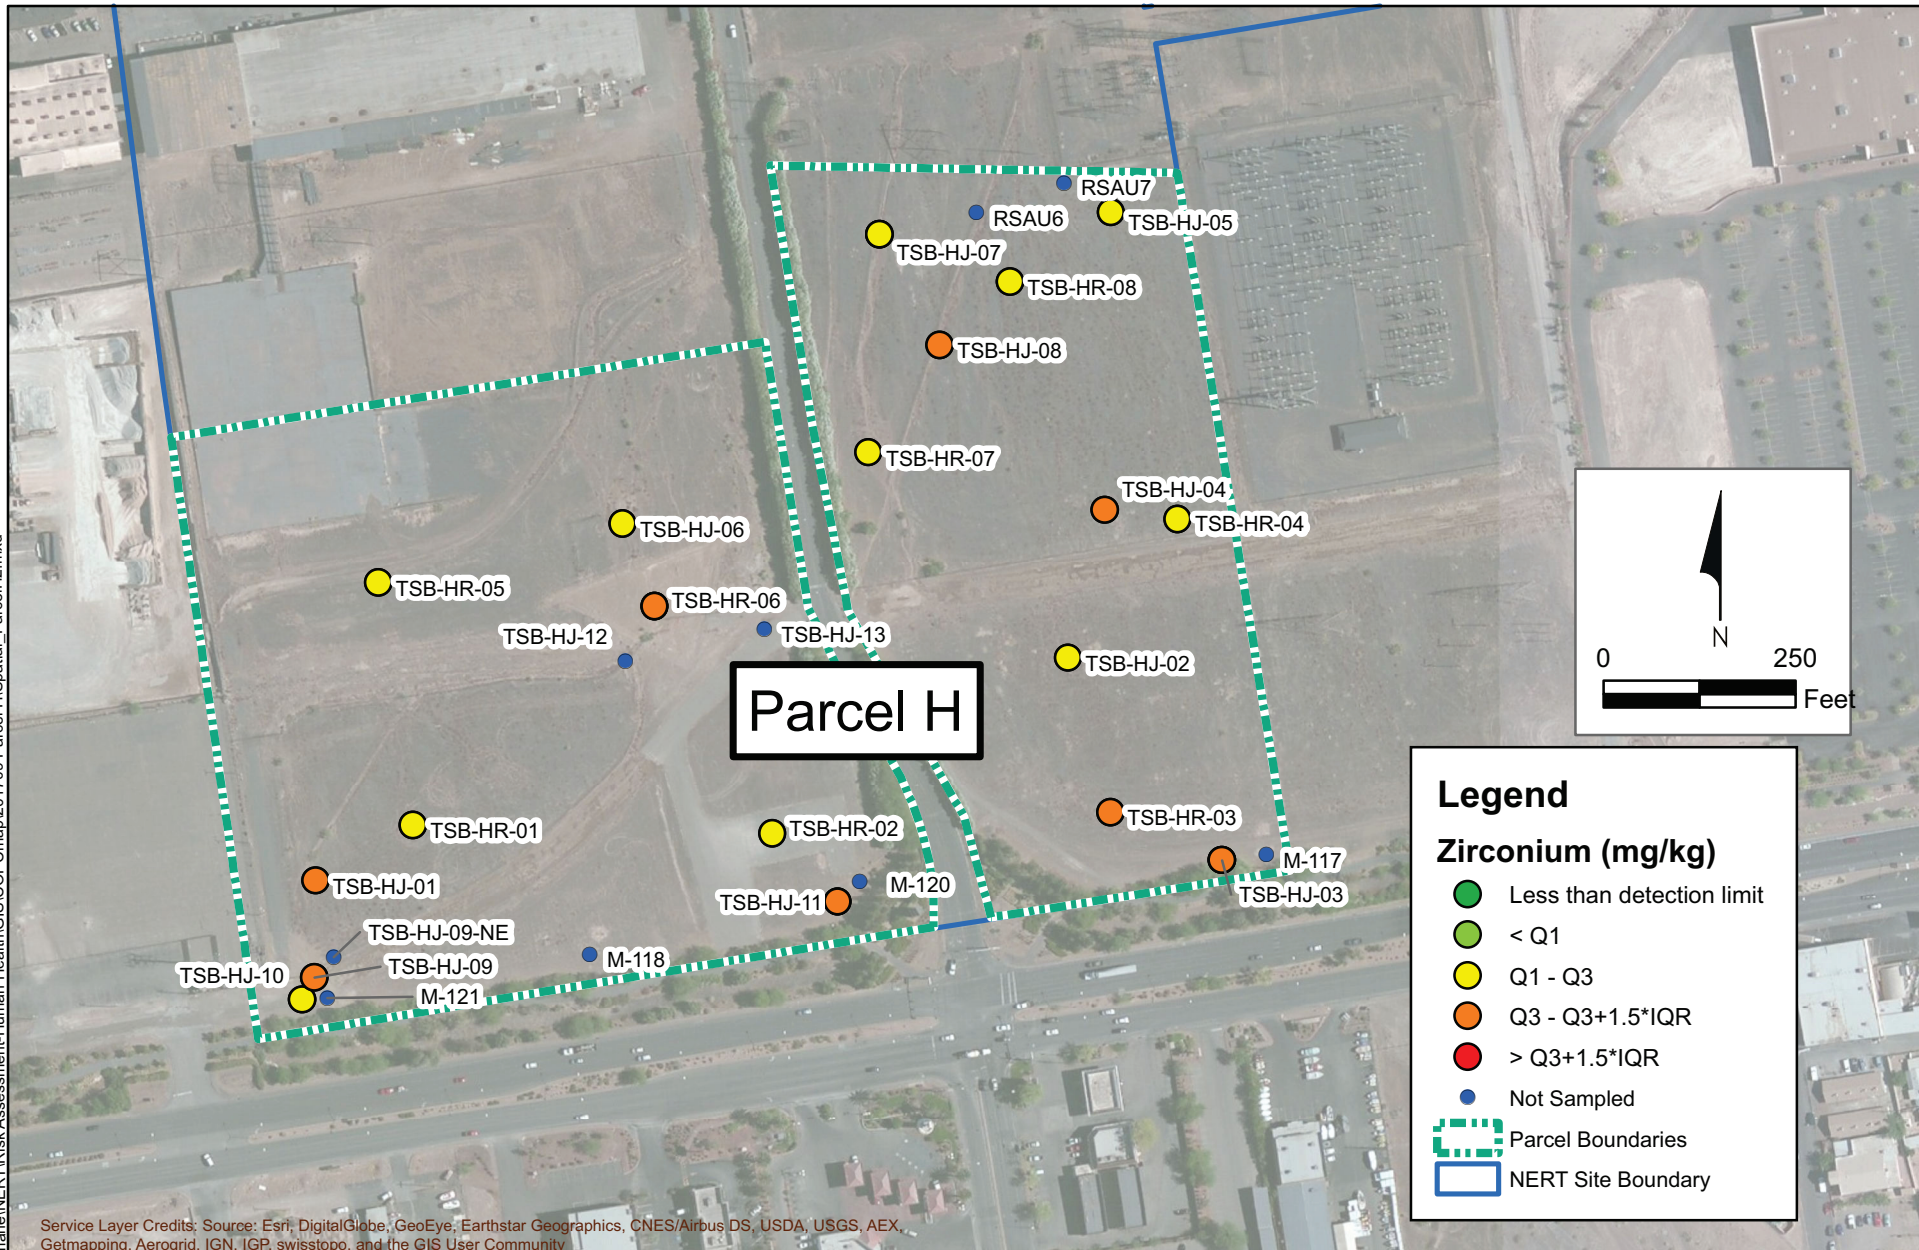 RSAU7
RSAU6
TSB-HJ-05
TSB-HJ-07
TSB-HR-08
TSB-HJ-08
TSB-HR-07
TSB-HJ-04
TSB-HR-04
TSB-HJ-06
TSB-HR-05
TSB-HR-06
TSB-HJ-12
TSB-HJ-13
TSB-HJ-02
Parcel H
TSB-HR-01
TSB-HR-02
TSB-HR-03
M-117
TSB-HJ-01
M-120
TSB-HJ-11
TSB-HJ-03
TSB-HJ-09-NE
TSB-HJ-10
TSB-HJ-09
M-118
M-121
N
0 250
Feet
Legend
Zirconium (mg/kg)
Less than detection limit
< Q1
Q1 - Q3
Q3 - Q3+1.5*IQR
> Q3+1.5*IQR
Not Sampled
Parcel Boundaries
NERT Site Boundary
Service Layer Credits: Source: Esri, DigitalGlobe, GeoEye, Earthstar Geographics, CNES/Airbus DS, USDA, USGS, AEX,
Getmapping, Aerogrid, IGN, IGP, swisstopo, and the GIS User Community